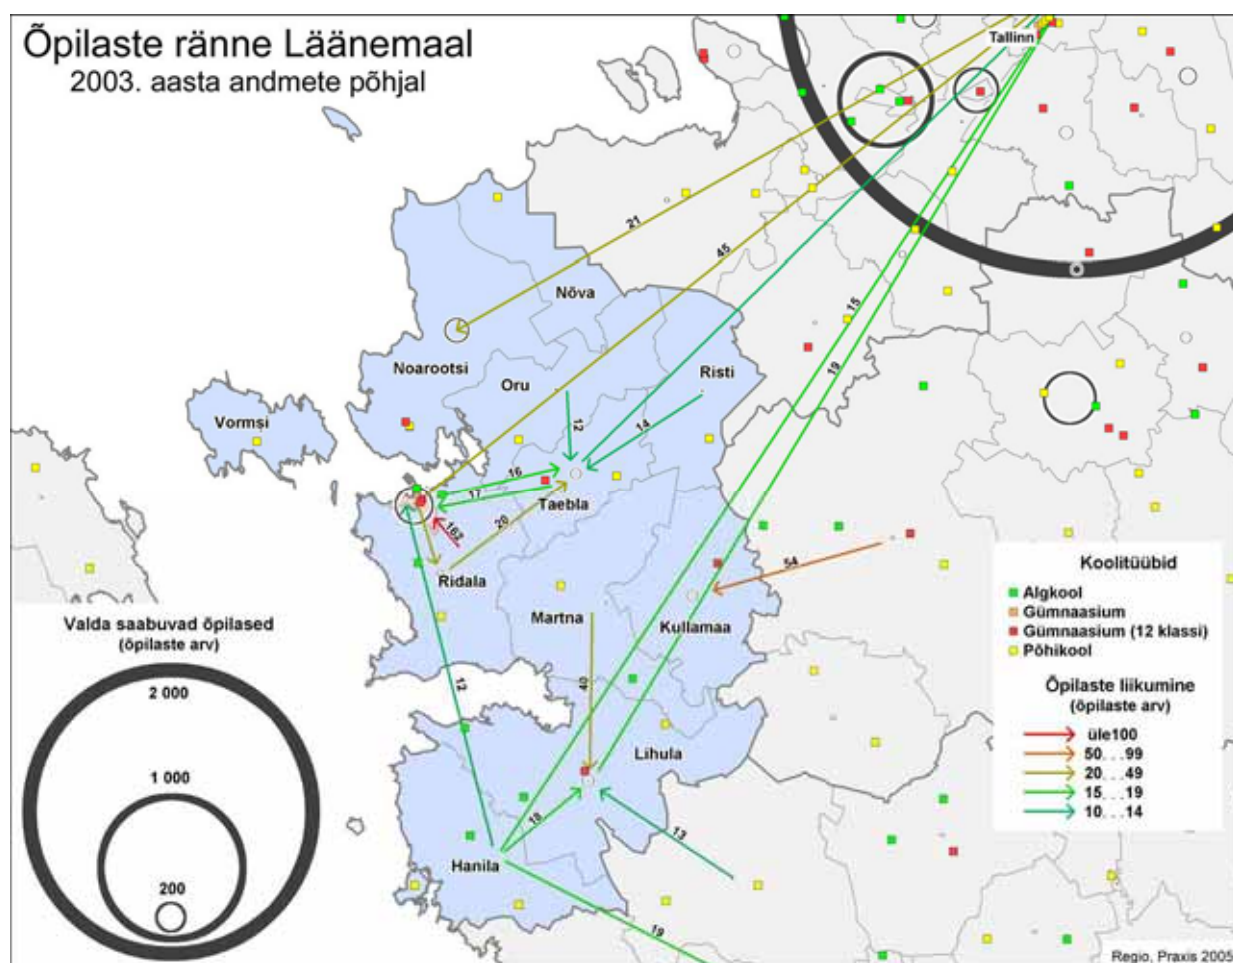 Õpilaste ränne Läänemaal
2003. aasta andmete põhjal
Tallinn
21
45
Nõva
15
Noarootsi
Oru
Risti
19
Vormsi
12
14
16
17
Taebla
20
162
54
Ridala
Martna
Kullamaa
12
40
Lihula
18
13
Hanila
19
Valda saabuvad õpilased
(õpilaste arv)
2 000
1 000
200
Koolitüübid
Algkool
Gümnaasium
Gümnaasium (12 klassi)
Põhikool
Õpilaste liikumine
(õpilaste arv)
üle100
50. . .99
20. . .49
15. . .19
10. . .14
Regio, Praxis 2005